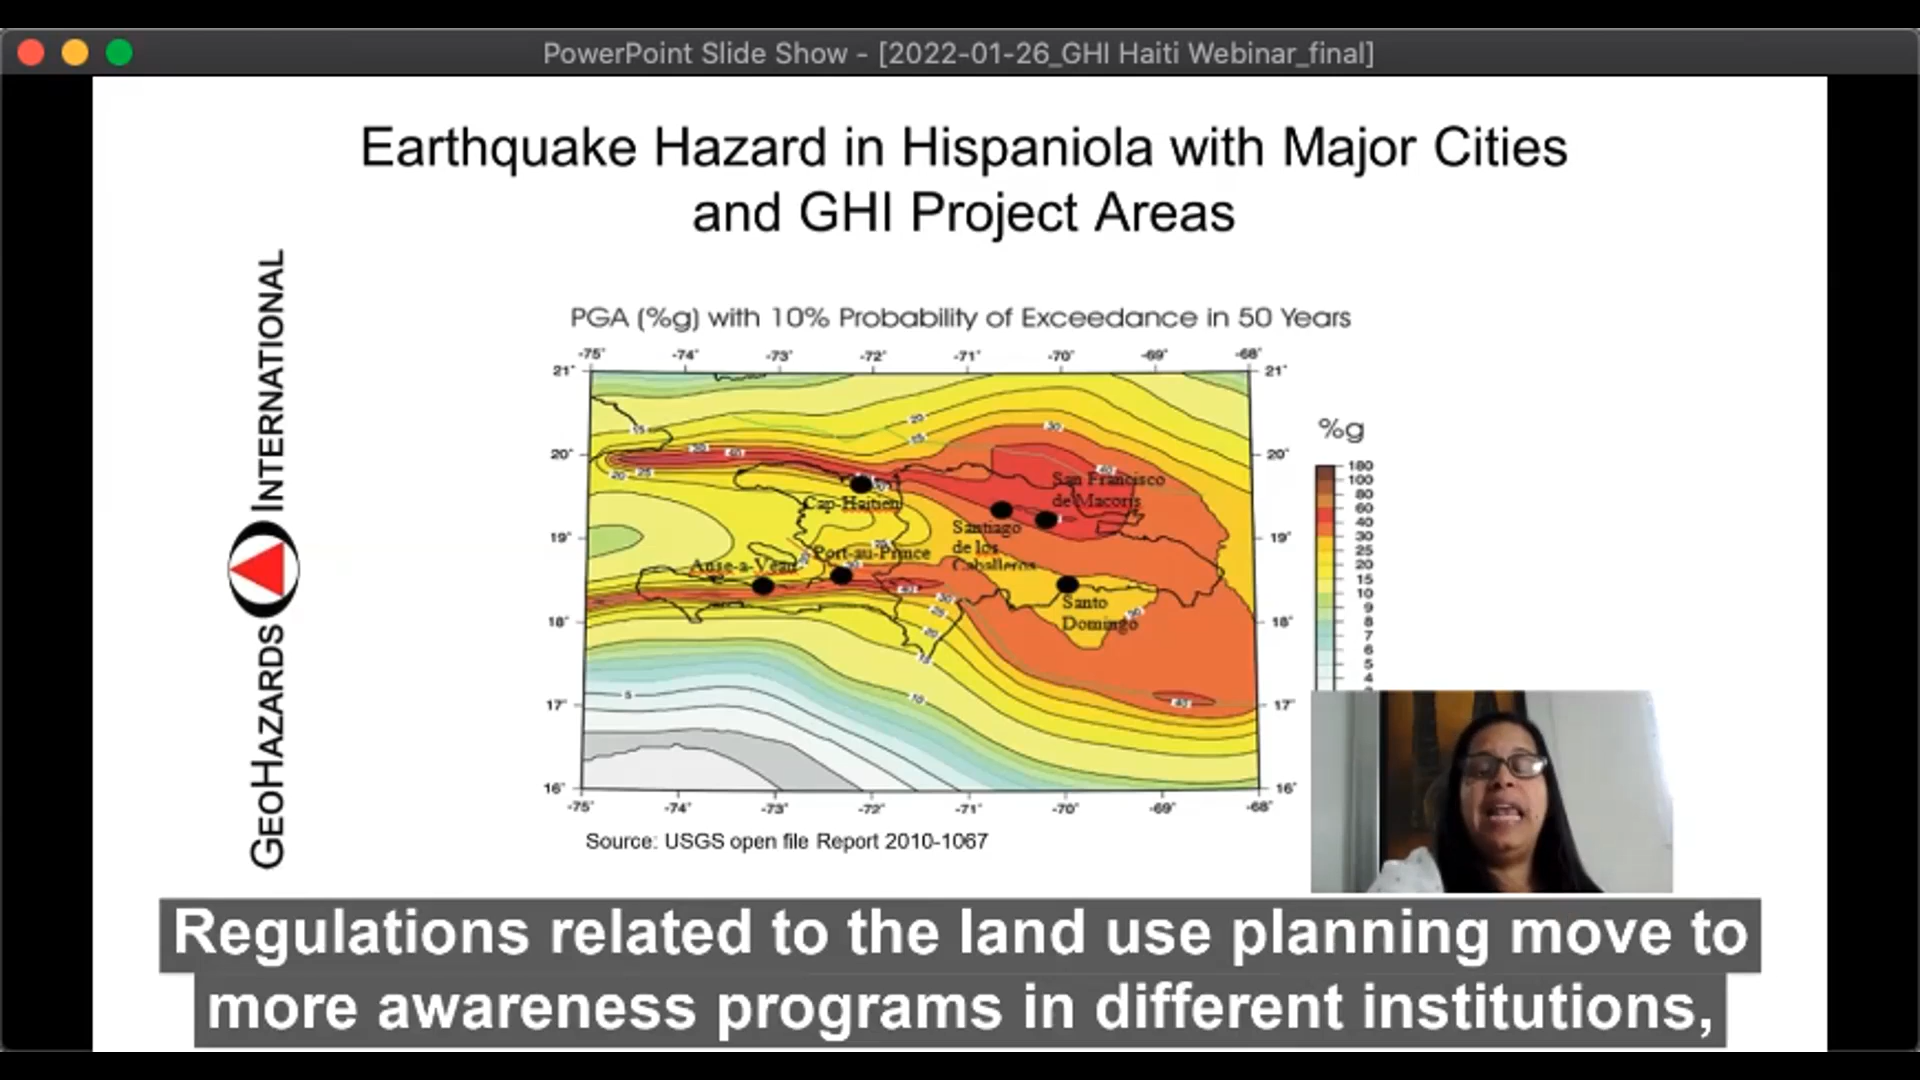 PowerPoint Slide Show - [2022-01-26_GHI Haiti Webinar_final]
Earthquake Hazard in Hispaniola with Major Cities
and GHI Project Areas
GEOHAZARDS INTERNATIONAL
PGA (%g) with 10% Probability of Exceedance in 50 Years
-75° -74° -73° -72° -71° -70° -69° -68°
21° 21°
20° 20°
19° 19°
18° 18°
17° 17°
16° 16°
-75° -74° -73° -72° -71° -70° -69° -68°
San Francisco
de Macoris
Cap-Haitien
Santiago
de los
Caballeros
Port-au-Prince
Anse-a-Veau
Santo
Domingo
%g
180
100
80
60
40
30
25
20
15
10
9
8
7
6
5
4
Source: USGS open file Report 2010-1067
Regulations related to the land use planning move to
more awareness programs in different institutions,